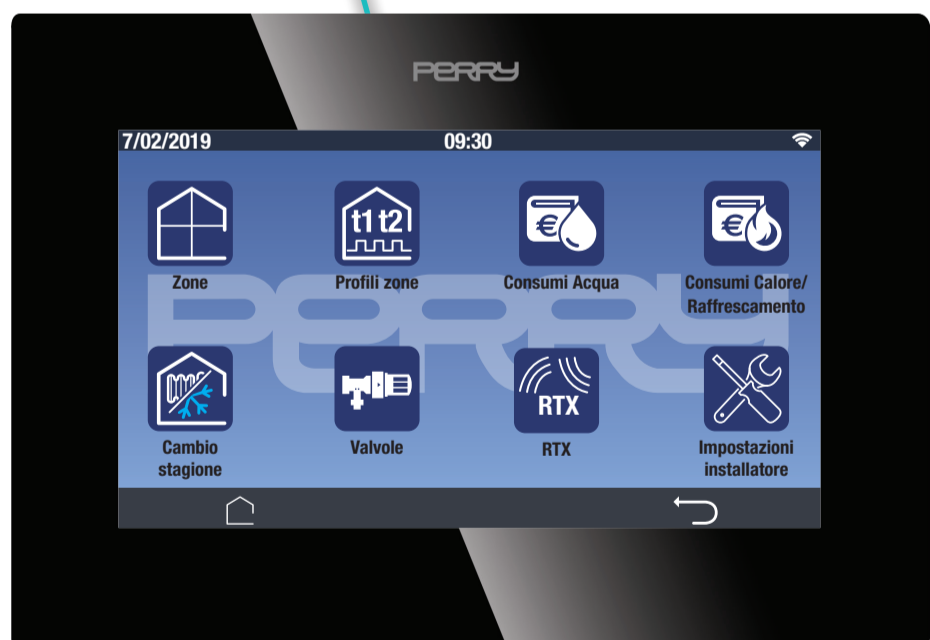 PERRY
7/02/2019 09:30
t1 t2
€
€
Zone Profili zone Consumi Acqua Consumi Calore/
Raffrescamento
PERRY
RTX
Cambio
stagione
Valvole
RTX
Impostazioni
installatore